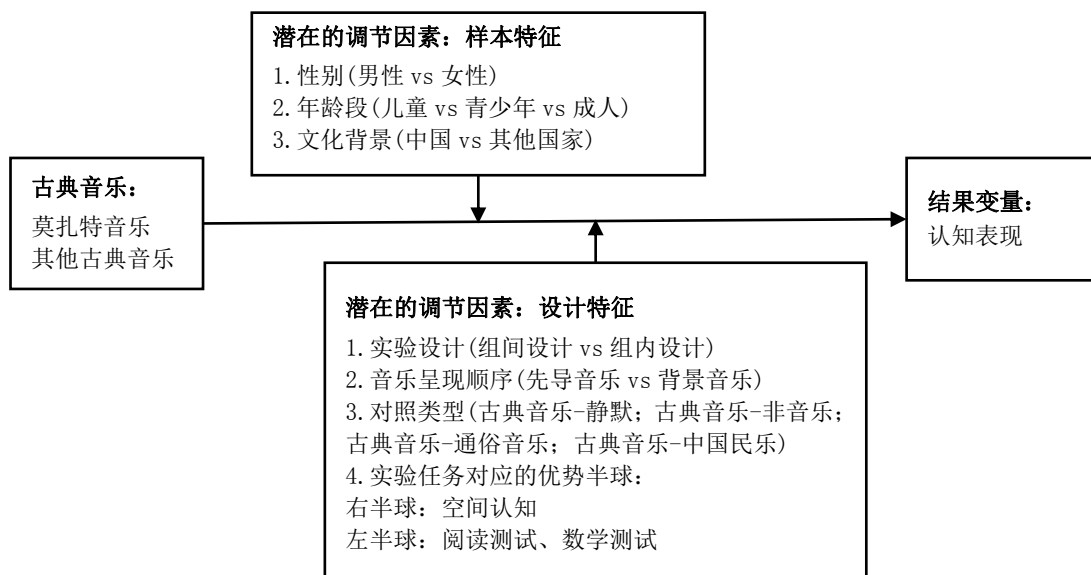 潜在的调节因素：样本特征
1.性别(男性 vs 女性)
2.年龄段(儿童 vs 青少年 vs 成人)
3.文化背景(中国 vs 其他国家)
古典音乐：
莫扎特音乐
其他古典音乐
结果变量：
认知表现
潜在的调节因素：设计特征
1.实验设计(组间设计 vs 组内设计)
2.音乐呈现顺序(先导音乐 vs 背景音乐)
3.对照类型(古典音乐-静默；古典音乐-非音乐；
古典音乐-通俗音乐；古典音乐-中国民乐)
4.实验任务对应的优势半球：
右半球：空间认知
左半球：阅读测试、数学测试